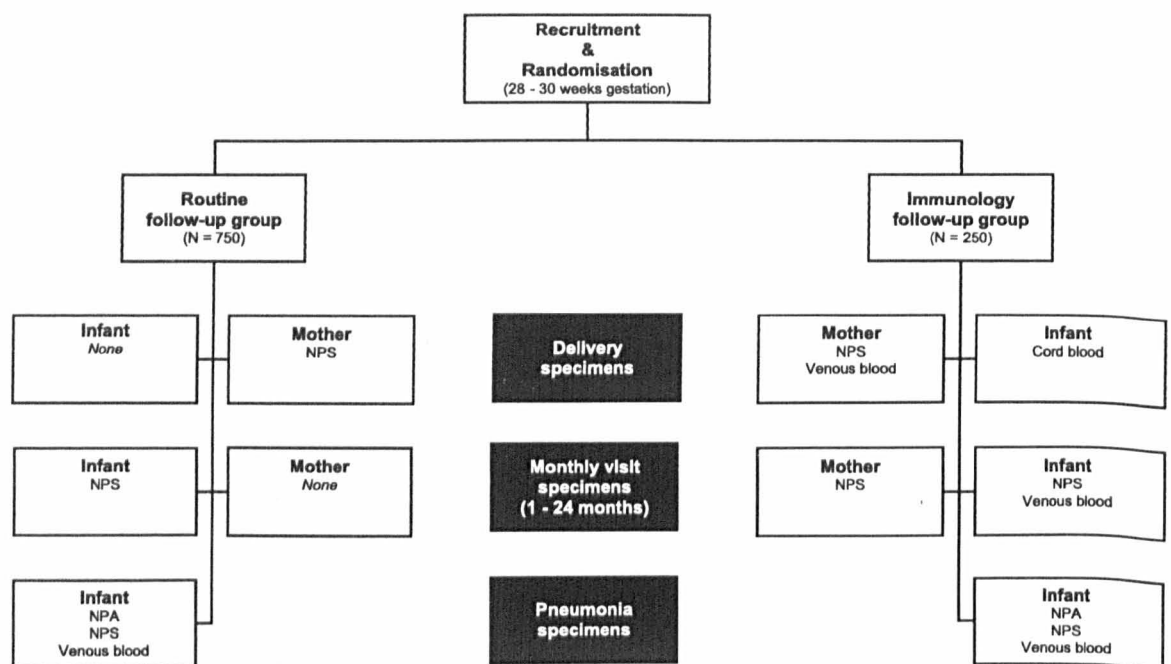 Recruitment
&
Randomisation
(28 - 30 weeks gestation)
Routine
follow-up group
(N = 750)
Immunology
follow-up group
(N = 250)
Infant
None
Mother
NPS
Delivery
specimens
Mother
NPS
Venous blood
Infant
Cord blood
Infant
NPS
Mother
None
Monthly visit
specimens
(1 - 24 months)
Mother
NPS
Infant
NPS
Venous blood
Infant
NPA
NPS
Venous blood
Pneumonia
specimens
Infant
NPA
NPS
Venous blood